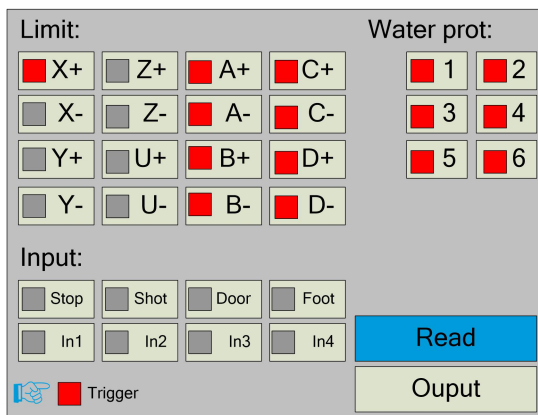 Limit: Water prot:
X+ Z+ A+ C+ 1 2
X- Z- A- C- 3 4
Y+ U+ B+ D+ 5 6
Y- U- B- D-
Input:
Stop Shot Door Foot
In1 In2 In3 In4
Read
Trigger
Ouput